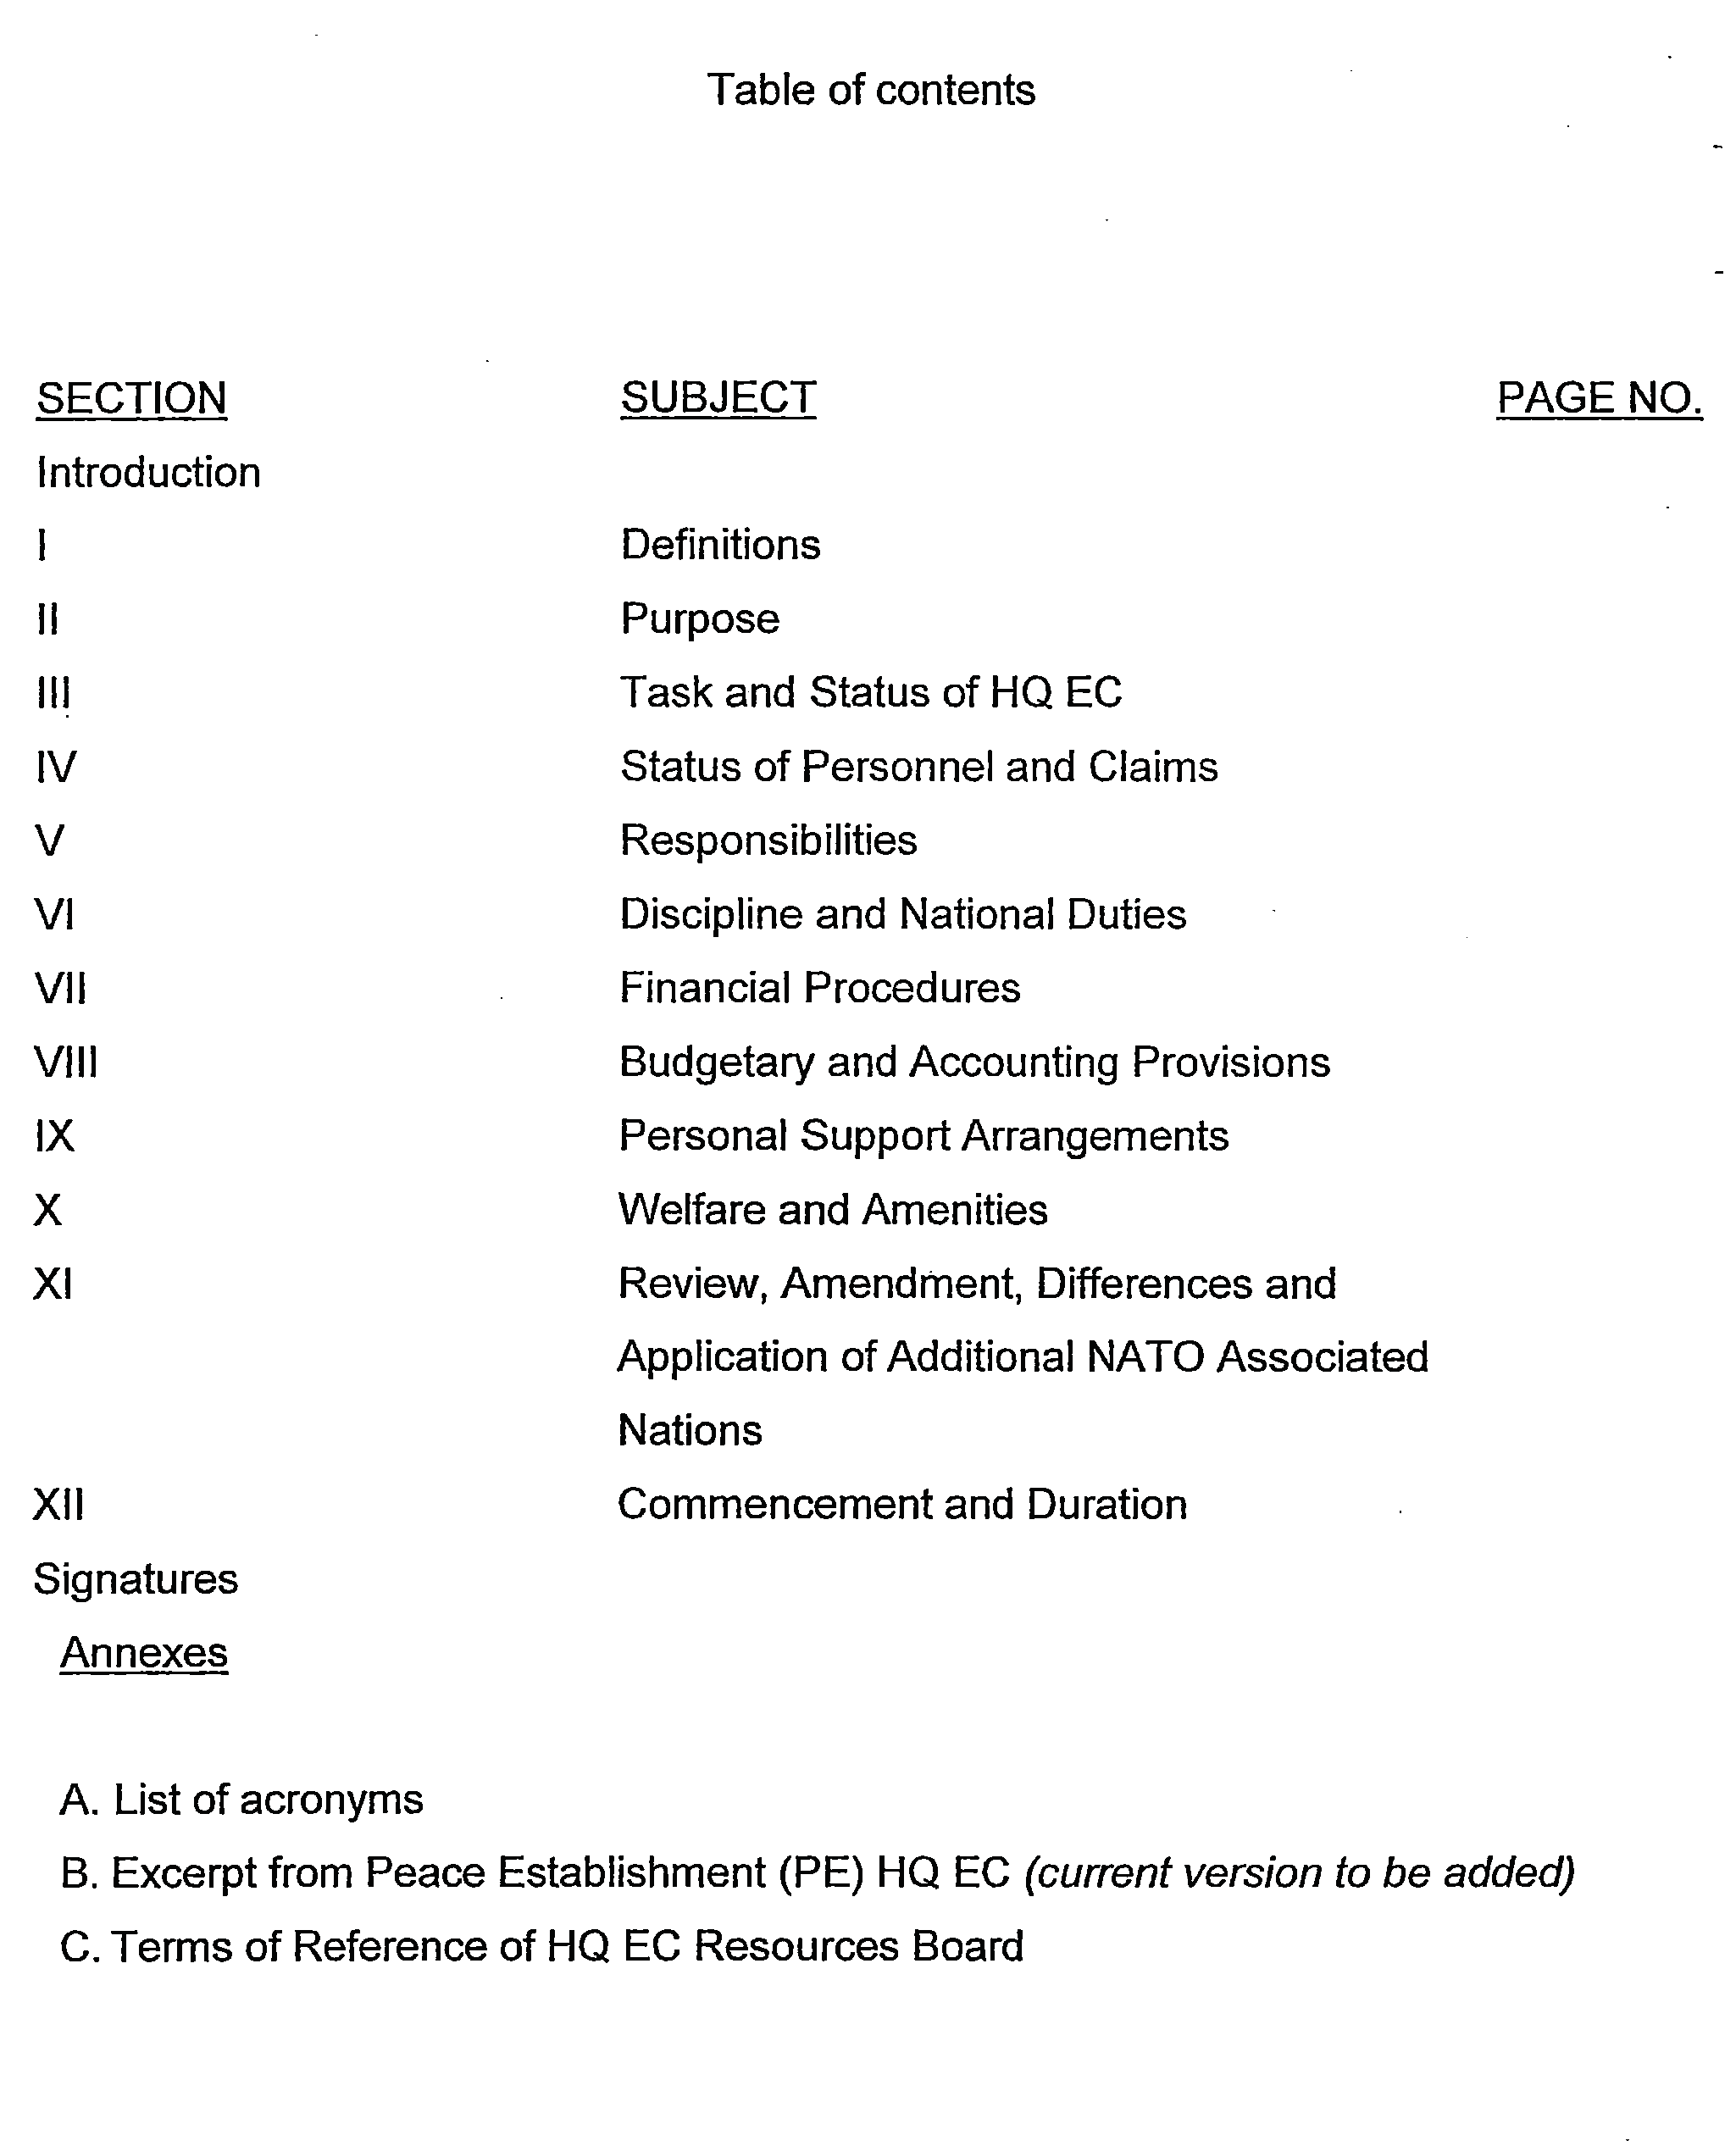 Table of contents
SECTION SUBJECT PAGE NO.
Introduction
I Definitions
II Purpose
III Task and Status of HQ EC
IV Status of Personnel and Claims
V Responsibilities
VI Discipline and National Duties
VII Financial Procedures
VIII Budgetary and Accounting Provisions
IX Personal Support Arrangements
X Welfare and Amenities
XI Review, Amendment, Differences and
Application of Additional NATO Associated
Nations
XII Commencement and Duration
Signatures
Annexes
A. List of acronyms
B. Excerpt from Peace Establishment (PE) HQ EC (current version to be added)
C. Terms of Reference of HQ EC Resources Board